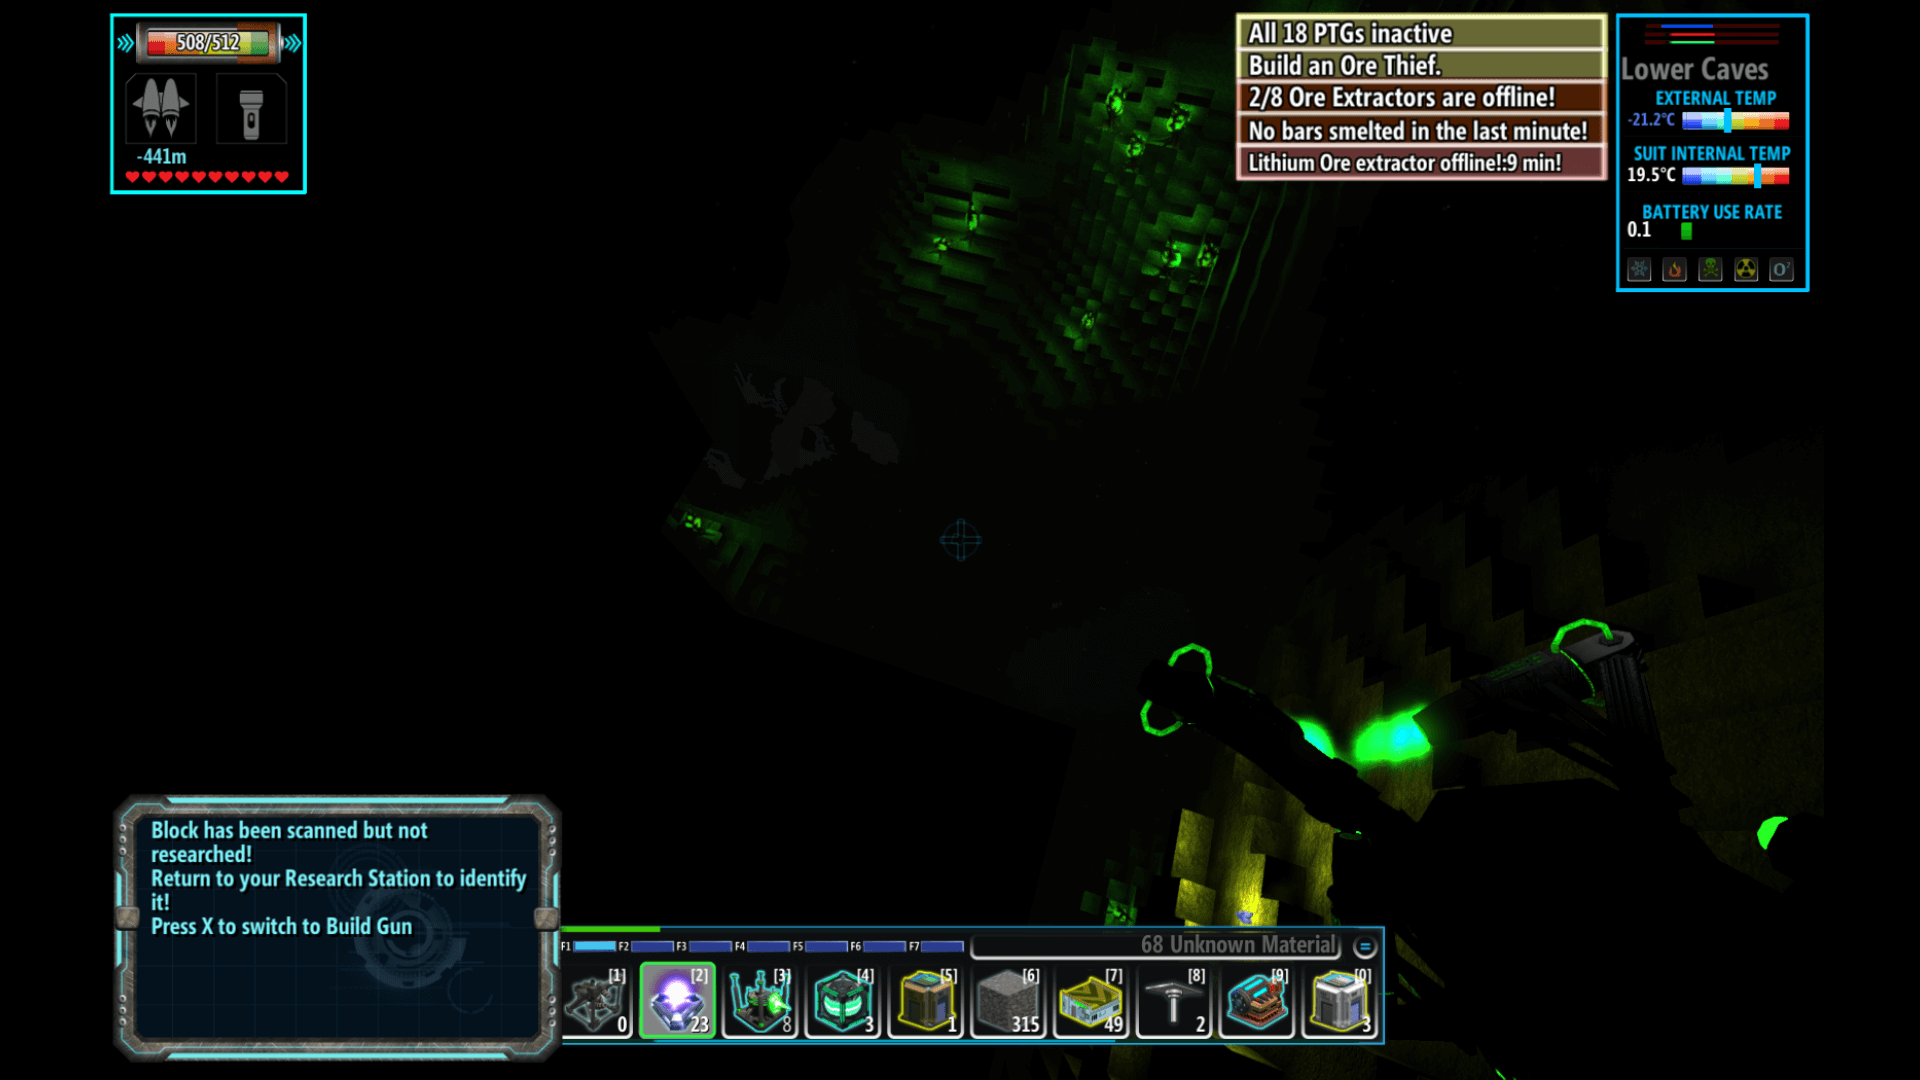 508/512
-441m
All 18 PTGs inactive
Build an Ore Thief.
2/8 Ore Extractors are offline!
No bars smelted in the last minute!
Lithium Ore extractor offline!:9 min!
Lower Caves
EXTERNAL TEMP
-21.2°C
SUIT INTERNAL TEMP
19.5°C
BATTERY USE RATE
0.1
O²
Block has been scanned but not
researched!
Return to your Research Station to identify
it!
Press X to switch to Build Gun
F1 F2 F3 F4 F5 F6 F7
68 Unknown Material
=
[1] [2] [3] [4] [5] [6] [7] [8] [9] [0]
0 23 8 3 1 315 49 2 3